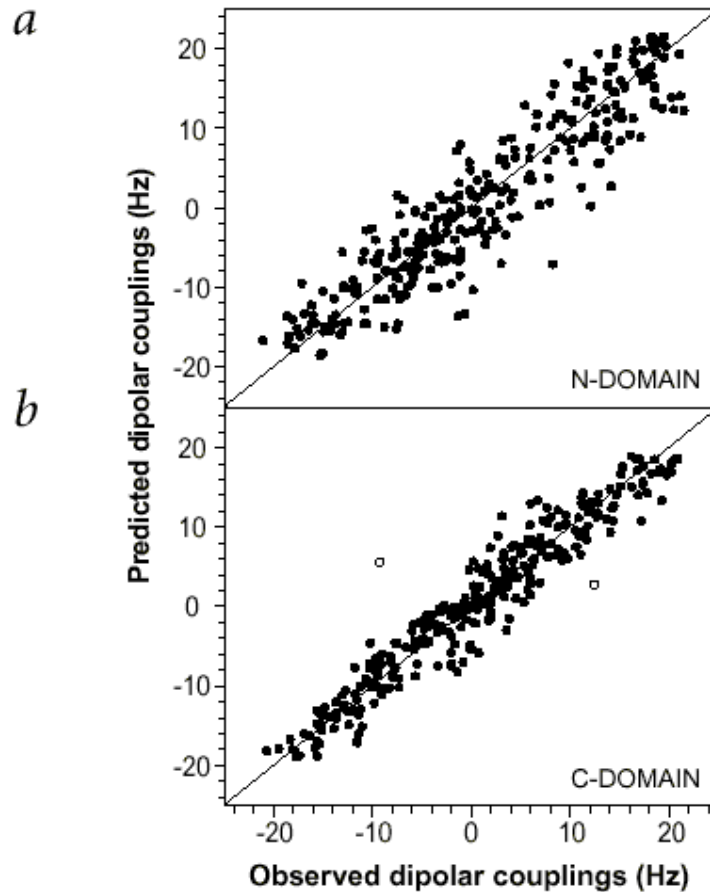 a
20
10
0
-10
-20
N-DOMAIN
b
20
10
0
-10
-20
C-DOMAIN
Predicted dipolar couplings (Hz)
-20 -10 0 10 20
Observed dipolar couplings (Hz)